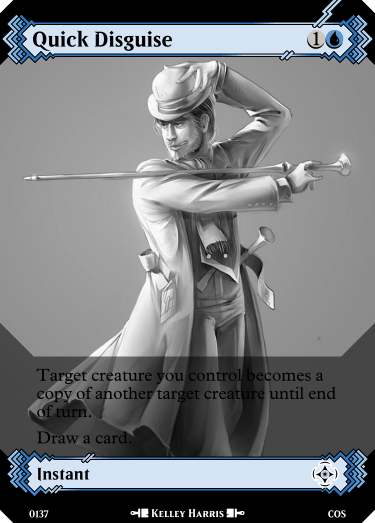 Quick Disguise 1
Target creature you control becomes a
copy of another target creature until end
of turn.
Draw a card.
Instant
0137 Kelley Harris COS